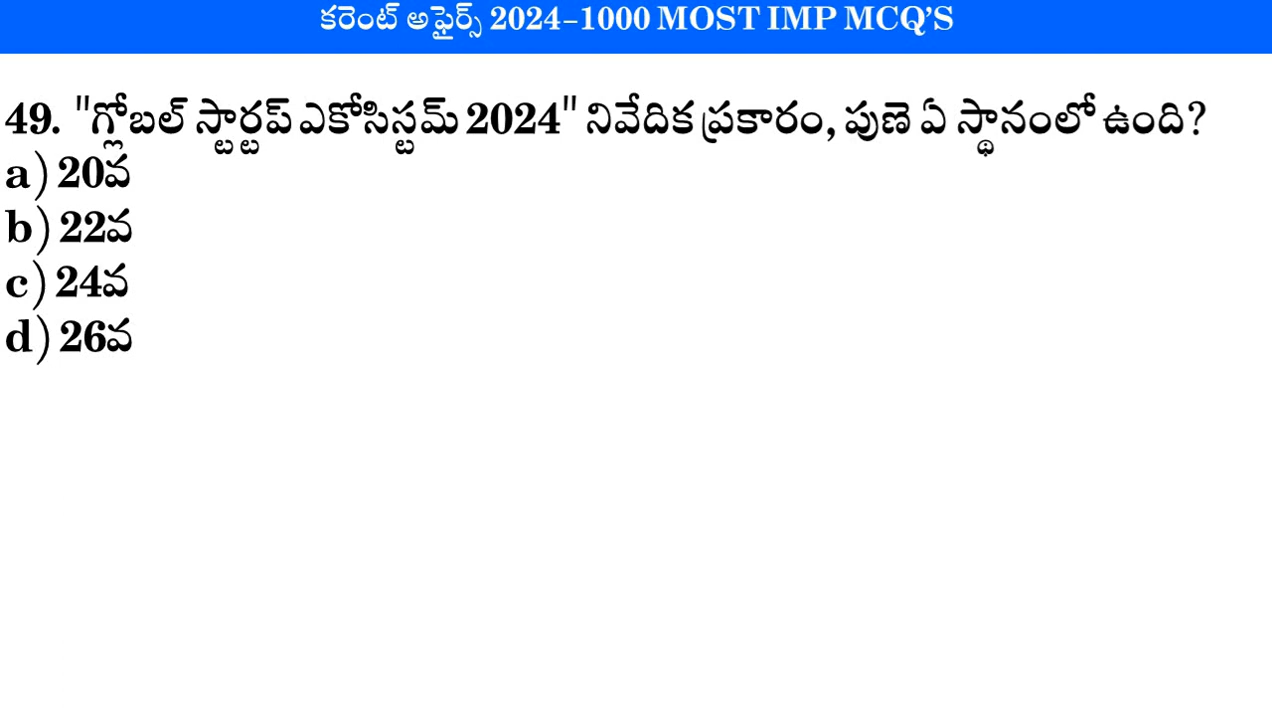 కరెంట్ అఫైర్స్ 2024-1000 MOST IMP MCQ’S
49. "గ్లోబల్ స్టార్టప్ ఎకోసిస్టమ్ 2024" నివేదిక ప్రకారం, పుణె ఏ స్థానంలో ఉంది?
a) 20వ
b) 22వ
c) 24వ
d) 26వ